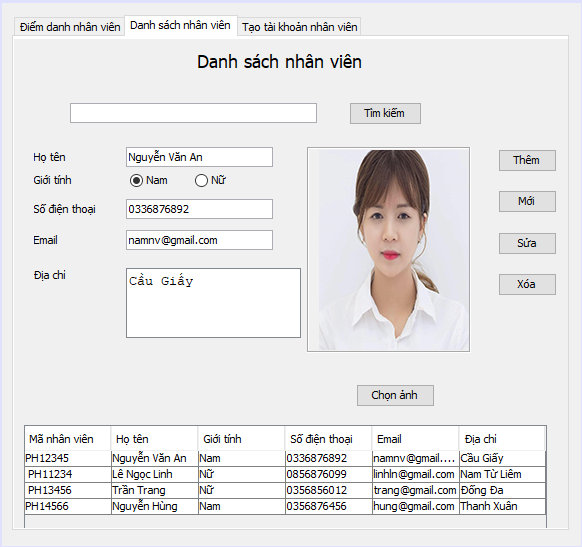 Điểm danh nhân viên Danh sách nhân viên Tạo tài khoản nhân viên
Danh sách nhân viên
Tìm kiếm
Họ tên Nguyễn Văn An Thêm
Giới tính Nam Nữ
Mới
Số điện thoại 0336876892
Email namnv@gmail.com Sửa
Địa chỉ Cầu Giấy Xóa
Chọn ảnh
Mã nhân viên Họ tên Giới tính Số điện thoại Email Địa chỉ
PH12345 Nguyễn Văn An Nam 0336876892 namnv@gmail.... Cầu Giấy
PH11234 Lê Ngọc Linh Nữ 0856876099 linhln@gmail.com Nam Từ Liêm
PH13456 Trần Trang Nữ 0356856012 trang@gmail.com Đống Đa
PH14566 Nguyễn Hùng Nam 0356876456 hung@gmail.com Thanh Xuân